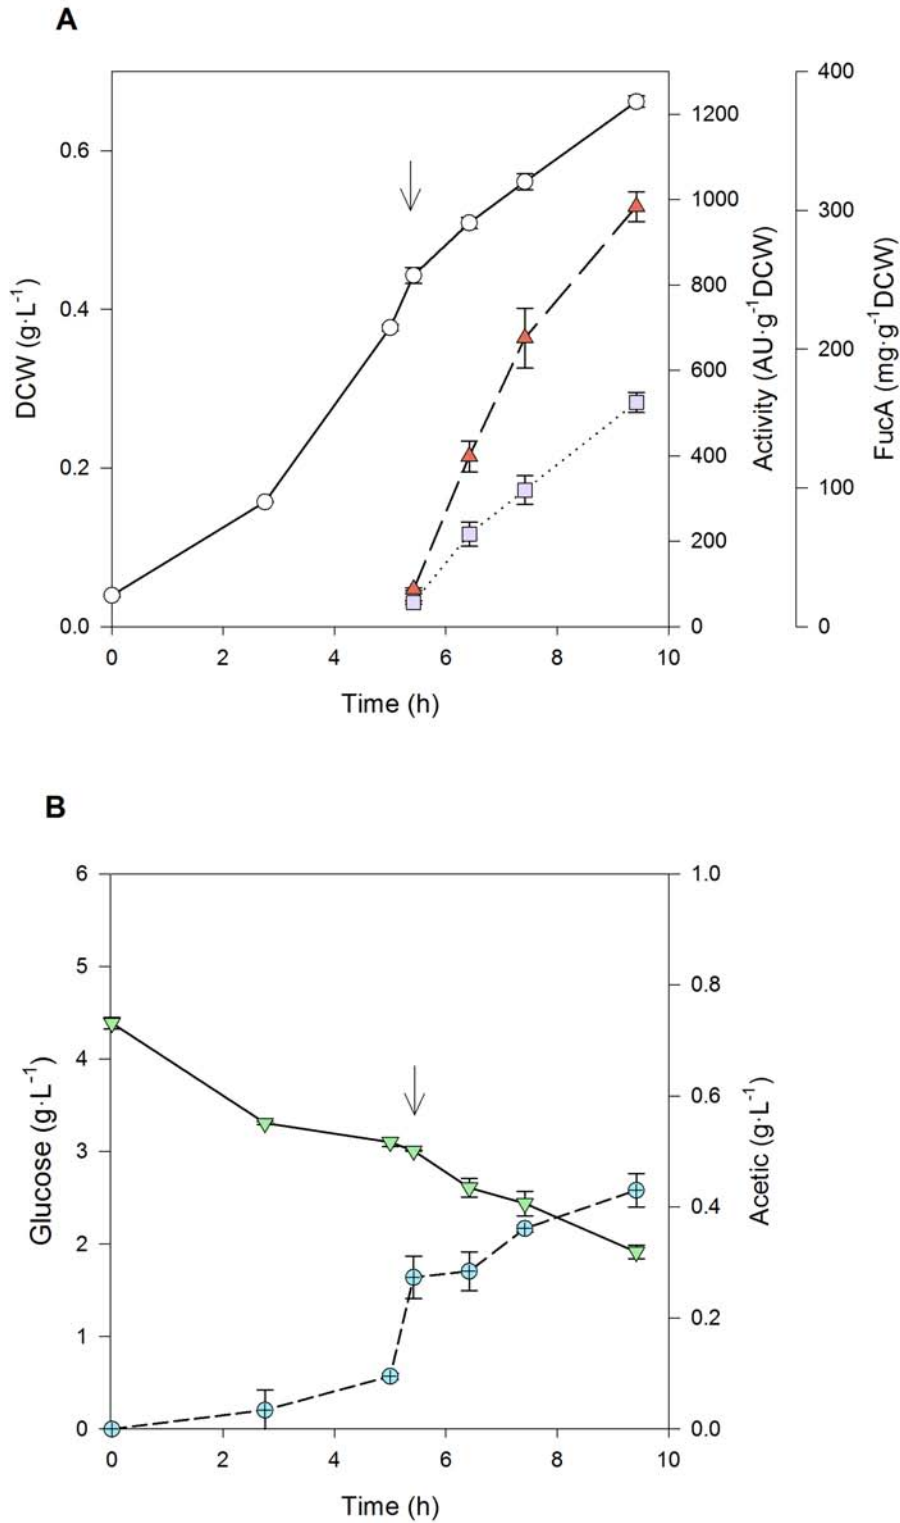 A
400
1200
0.6
1000
300
800
0.4
DCW (g·L⁻¹)
Activity (AU·g⁻¹DCW)
FucA (mg·g⁻¹DCW)
600
200
400
0.2
100
200
0.0
0
0
0 2 4 6 8 10
Time (h)
B
6
1.0
5
0.8
4
0.6
Glucose (g·L⁻¹)
Acetic (g·L⁻¹)
3
0.4
2
0.2
1
0
0.0
0 2 4 6 8 10
Time (h)